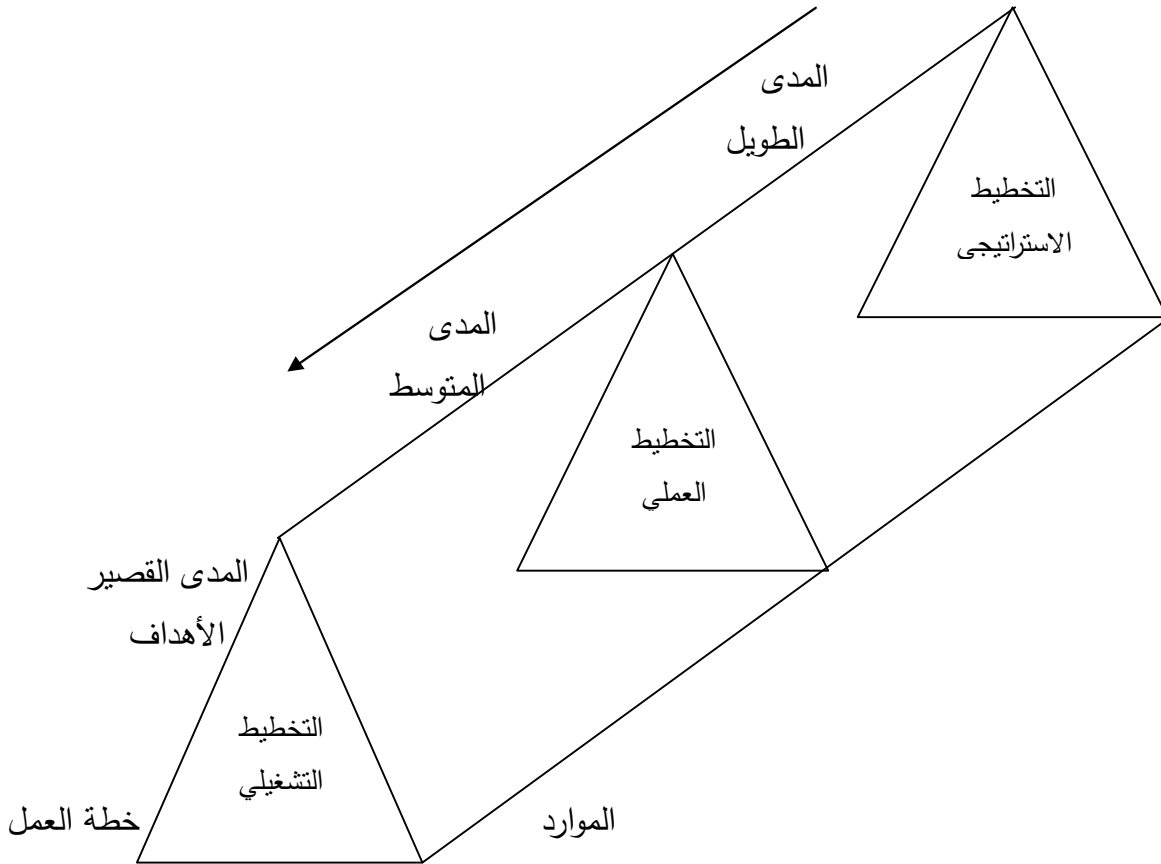 المدى
الطويل
التخطيط
الاستراتيجى
المدى
المتوسط
التخطيط
العملي
المدى القصير
الأهداف
التخطيط
التشغيلي
خطة العمل
الموارد